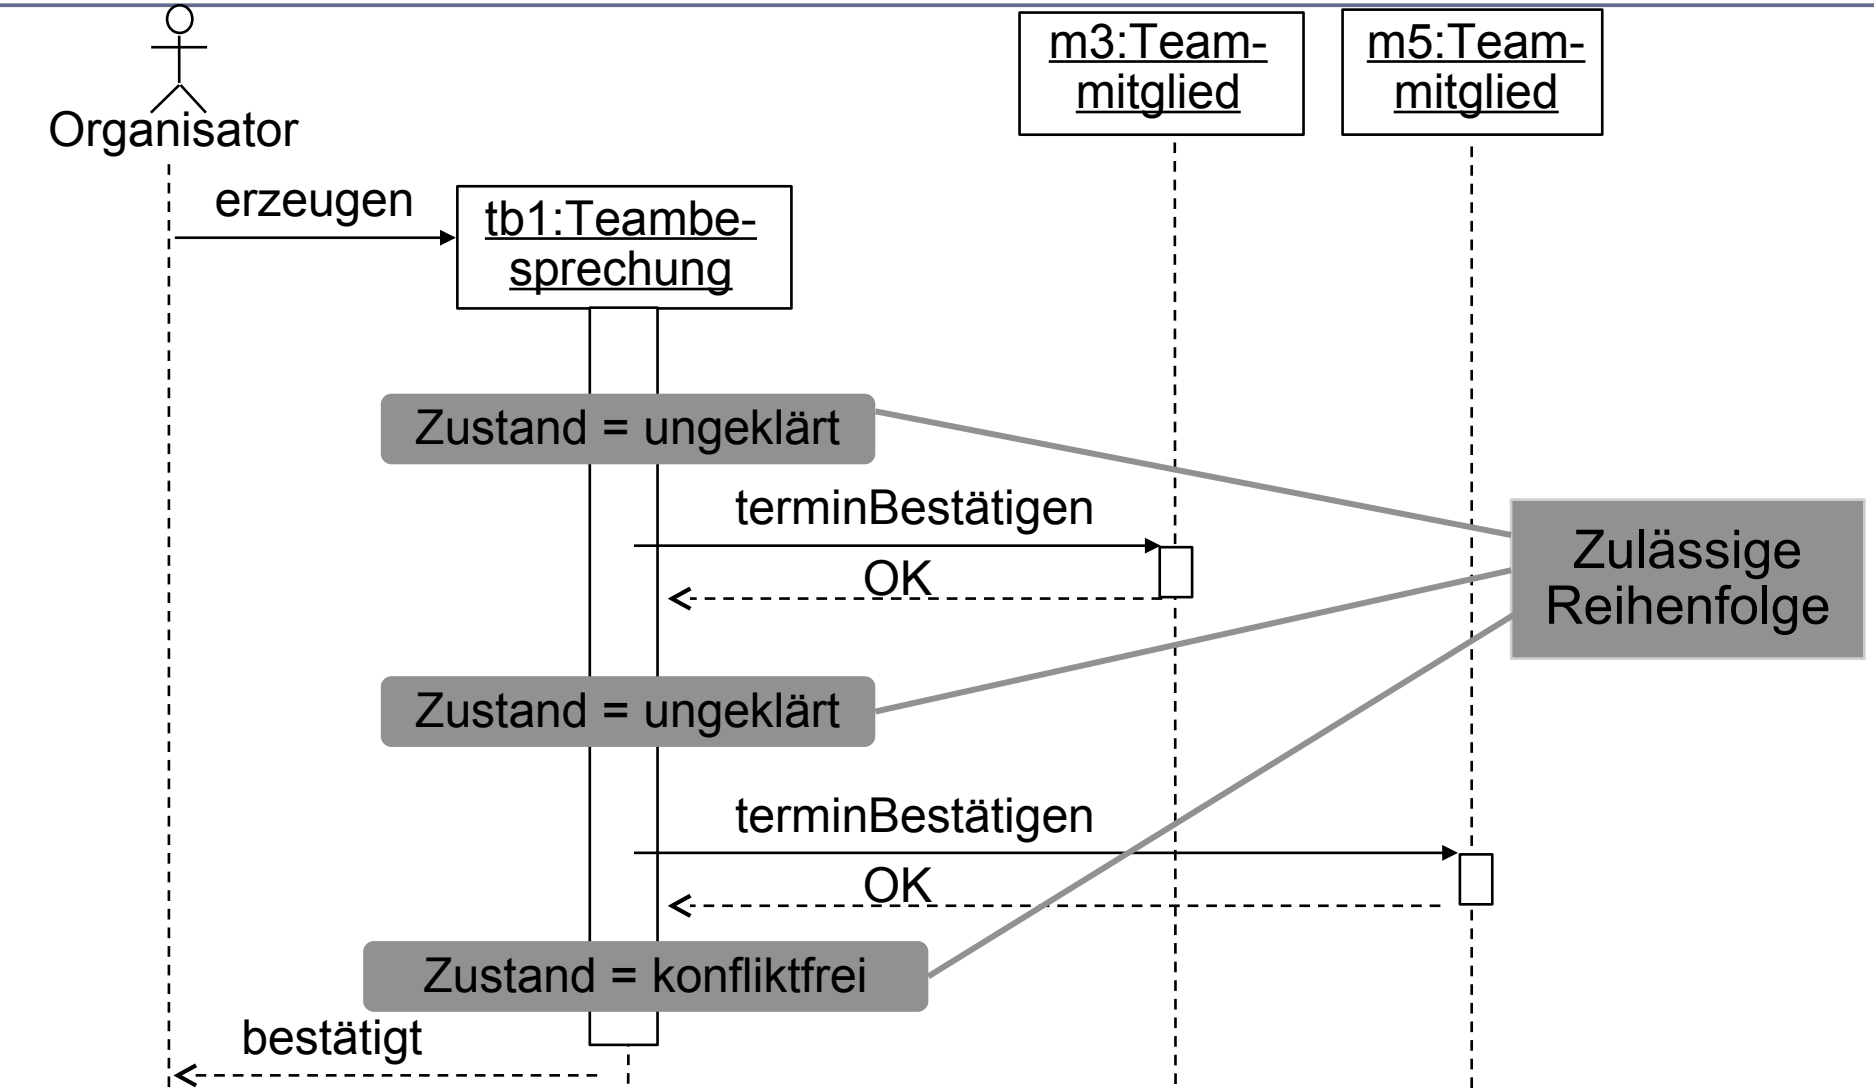 m3:Team-
mitglied
m5:Team-
mitglied
Organisator
erzeugen
tb1:Teambe-
sprechung
Zustand = ungeklärt
terminBestätigen
OK
Zulässige
Reihenfolge
Zustand = ungeklärt
terminBestätigen
OK
Zustand = konfliktfrei
bestätigt